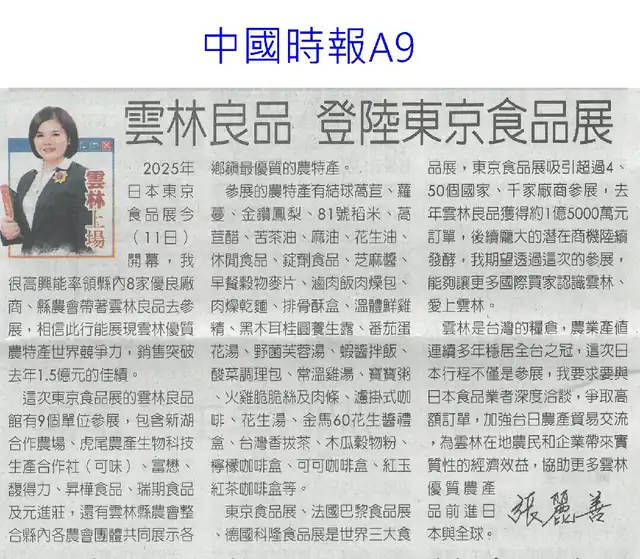 中國時報A9
雲林良品 登陸東京食品展
雲林上場
2025年
日本東京
食品展今
（11日）
開幕，我
很高興能率領縣內8家優良廠
商、縣農會帶著雲林良品去參
展，相信此行能展現雲林優質
農特產世界競爭力，銷售突破
去年1.5億元的佳績。
這次東京食品展的雲林良品
館有9個單位參展，包含新湖
合作農場、虎尾農產生物科技
生產合作社（可味）、富懋、
馥得力、昇樺食品、瑞期食品
及元進莊，還有雲林縣農會整
合縣內各農會團體共同展示各
鄉鎮最優質的農特產。
參展的農特產有結球萵苣、蘿
蔓、金鑽鳳梨、81號稻米、萵
苣醋、苦茶油、麻油、花生油、
休閒食品、錠劑食品、芝麻醬、
早餐穀物麥片、滷肉飯肉燥包、
肉燥乾麵、排骨酥盒、溫體鮮雞
精、黑木耳桂圓養生露、番茄蛋
花湯、野菌芙蓉湯、蝦醬拌飯、
酸菜調理包、常溫雞湯、寶寶粥
、火雞脆脆絲及肉條、濾掛式咖
啡、花生湯、金馬60花生醬禮
盒、台灣香拔茶、木瓜穀物粉、
檸檬咖啡盒、可可咖啡盒、紅玉
紅茶咖啡盒等。
東京食品展、法國巴黎食品展
、德國科隆食品展是世界三大食
品展，東京食品展吸引超過4、
50個國家、千家廠商參展，去
年雲林良品獲得約1億5000萬元
訂單，後續龐大的潛在商機陸續
發酵，我期望透過這次的參展，
能夠讓更多國際買家認識雲林、
愛上雲林。
雲林是台灣的糧倉，農業產值
連續多年穩居全台之冠，這次日
本行程不僅是參展，我要求要與
日本食品業者深度洽談，爭取高
額訂單，加強台日農產貿易交流
，為雲林在地農民和企業帶來實
質性的經濟效益，協助更多雲林
優質農產
品前進日
本與全球。
張麗善